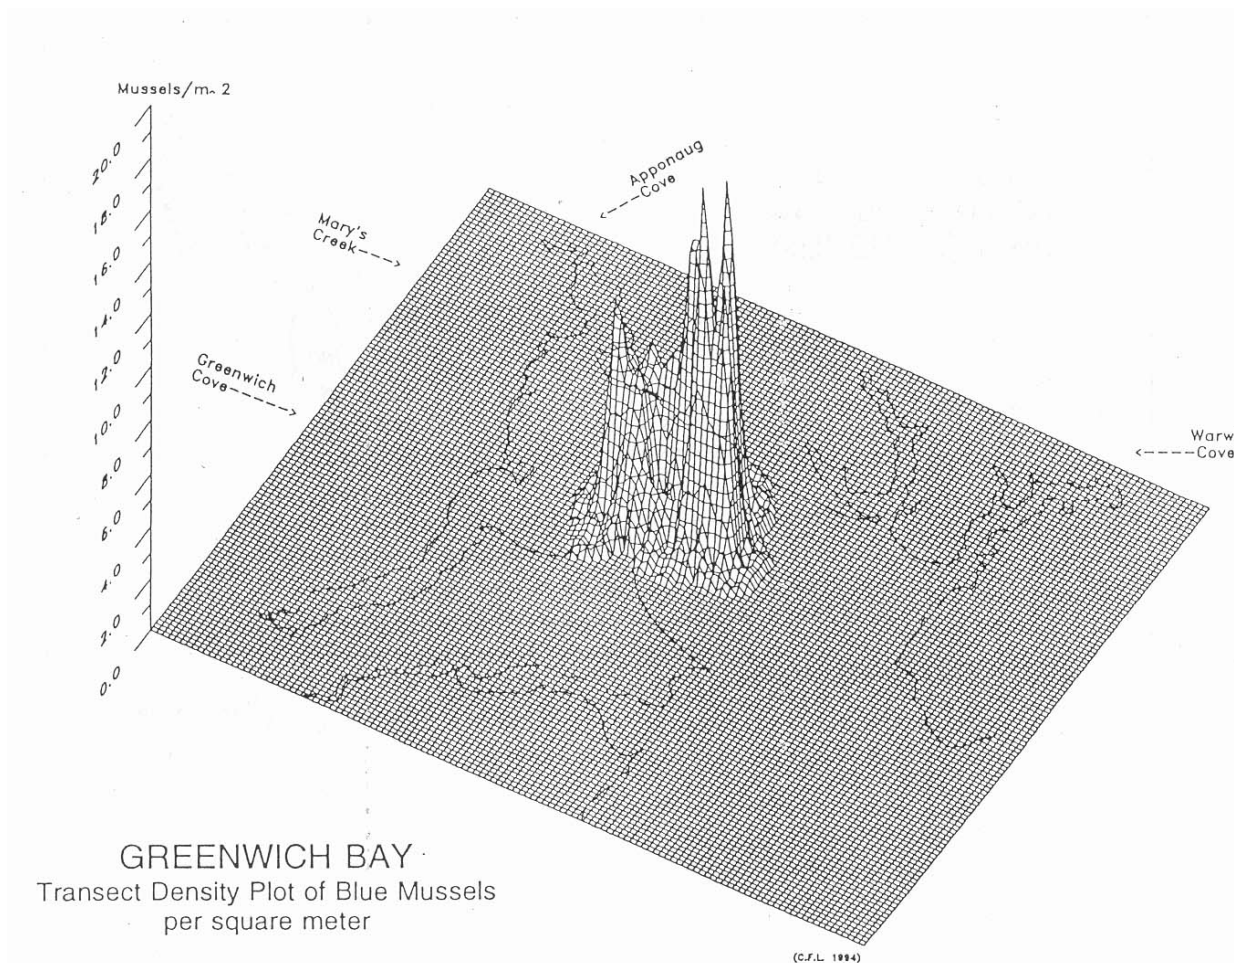 Mussels/m^ 2
20.0
18.0
16.0
14.0
12.0
10.0
8.0
6.0
4.0
2.0
0.0
Apponaug
Cove
Mary's
Creek
Greenwich
Cove
Warw
Cove
GREENWICH BAY
Transect Density Plot of Blue Mussels
per square meter
(C.F.L. 1994)